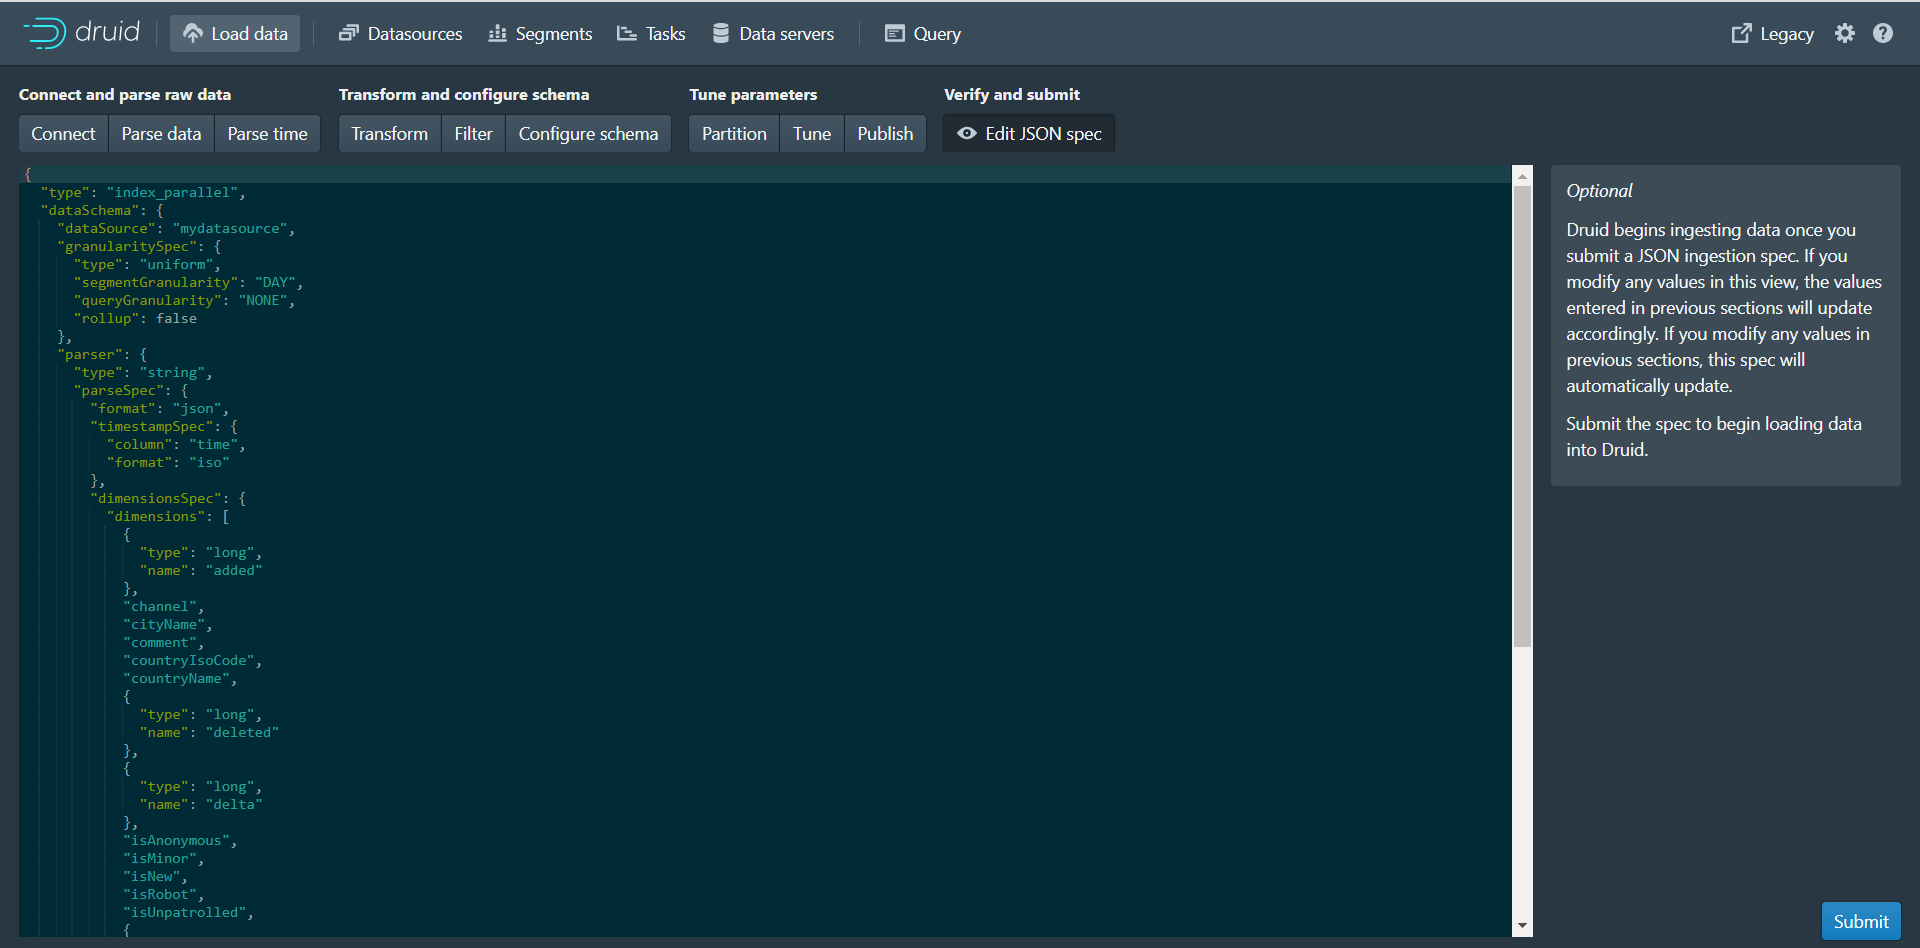 druid Load data Datasources Segments Tasks Data servers Query Legacy
Connect and parse raw data Transform and configure schema Tune parameters Verify and submit
Connect Parse data Parse time Transform Filter Configure schema Partition Tune Publish Edit JSON spec
{
"type": "index_parallel",
"dataSchema": {
"dataSource": "mydatasource",
"granularitySpec": {
"type": "uniform",
"segmentGranularity": "DAY",
"queryGranularity": "NONE",
"rollup": false
},
"parser": {
"type": "string",
"parseSpec": {
"format": "json",
"timestampSpec": {
"column": "time",
"format": "iso"
},
"dimensionsSpec": {
"dimensions": [
{
"type": "long",
"name": "added"
},
"channel",
"cityName",
"comment",
"countryIsoCode",
"countryName",
{
"type": "long",
"name": "deleted"
},
{
"type": "long",
"name": "delta"
},
"isAnonymous",
"isMinor",
"isNew",
"isRobot",
"isUnpatrolled",
{
Optional
Druid begins ingesting data once you
submit a JSON ingestion spec. If you
modify any values in this view, the values
entered in previous sections will update
accordingly. If you modify any values in
previous sections, this spec will
automatically update.
Submit the spec to begin loading data
into Druid.
Submit